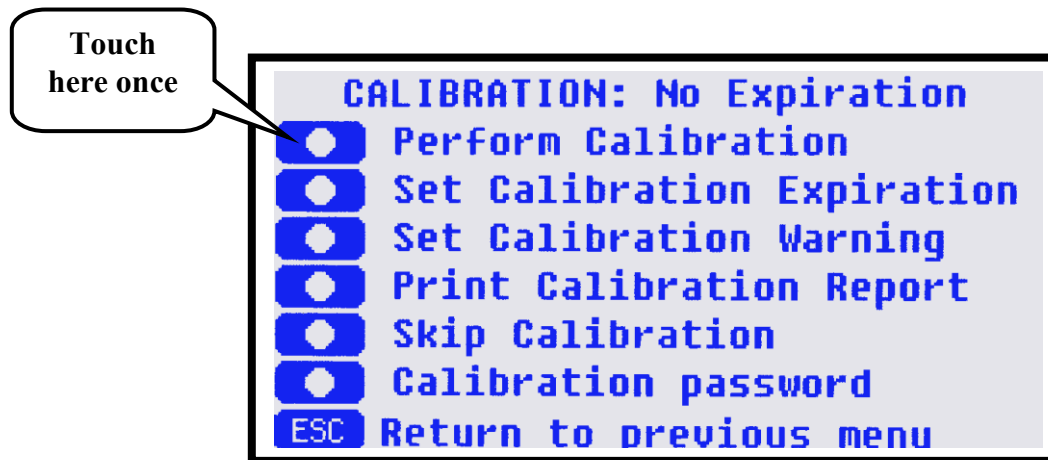 Touch
here once
CALIBRATION: No Expiration
Perform Calibration
Set Calibration Expiration
Set Calibration Warning
Print Calibration Report
Skip Calibration
Calibration password
ESC Return to previous menu